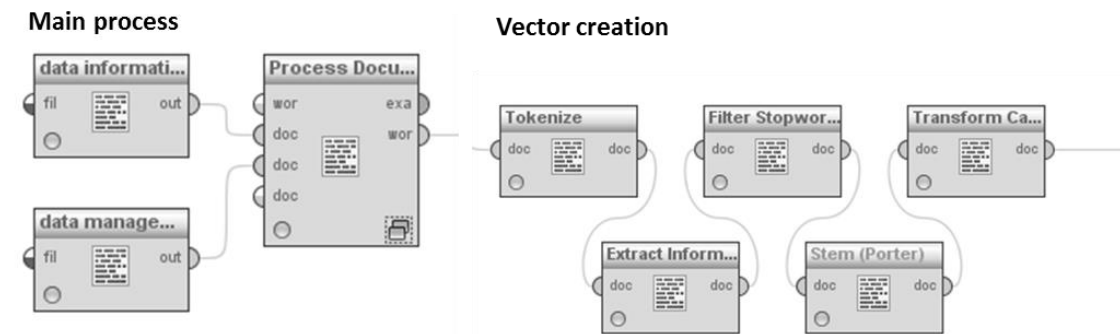 Main process
data informati...
fil out
data manage...
fil out
Process Docu...
wor exa
doc wor
doc
doc
Vector creation
Tokenize
doc doc
Extract Inform...
doc doc
Filter Stopwor...
doc doc
Stem (Porter)
doc doc
Transform Ca...
doc doc